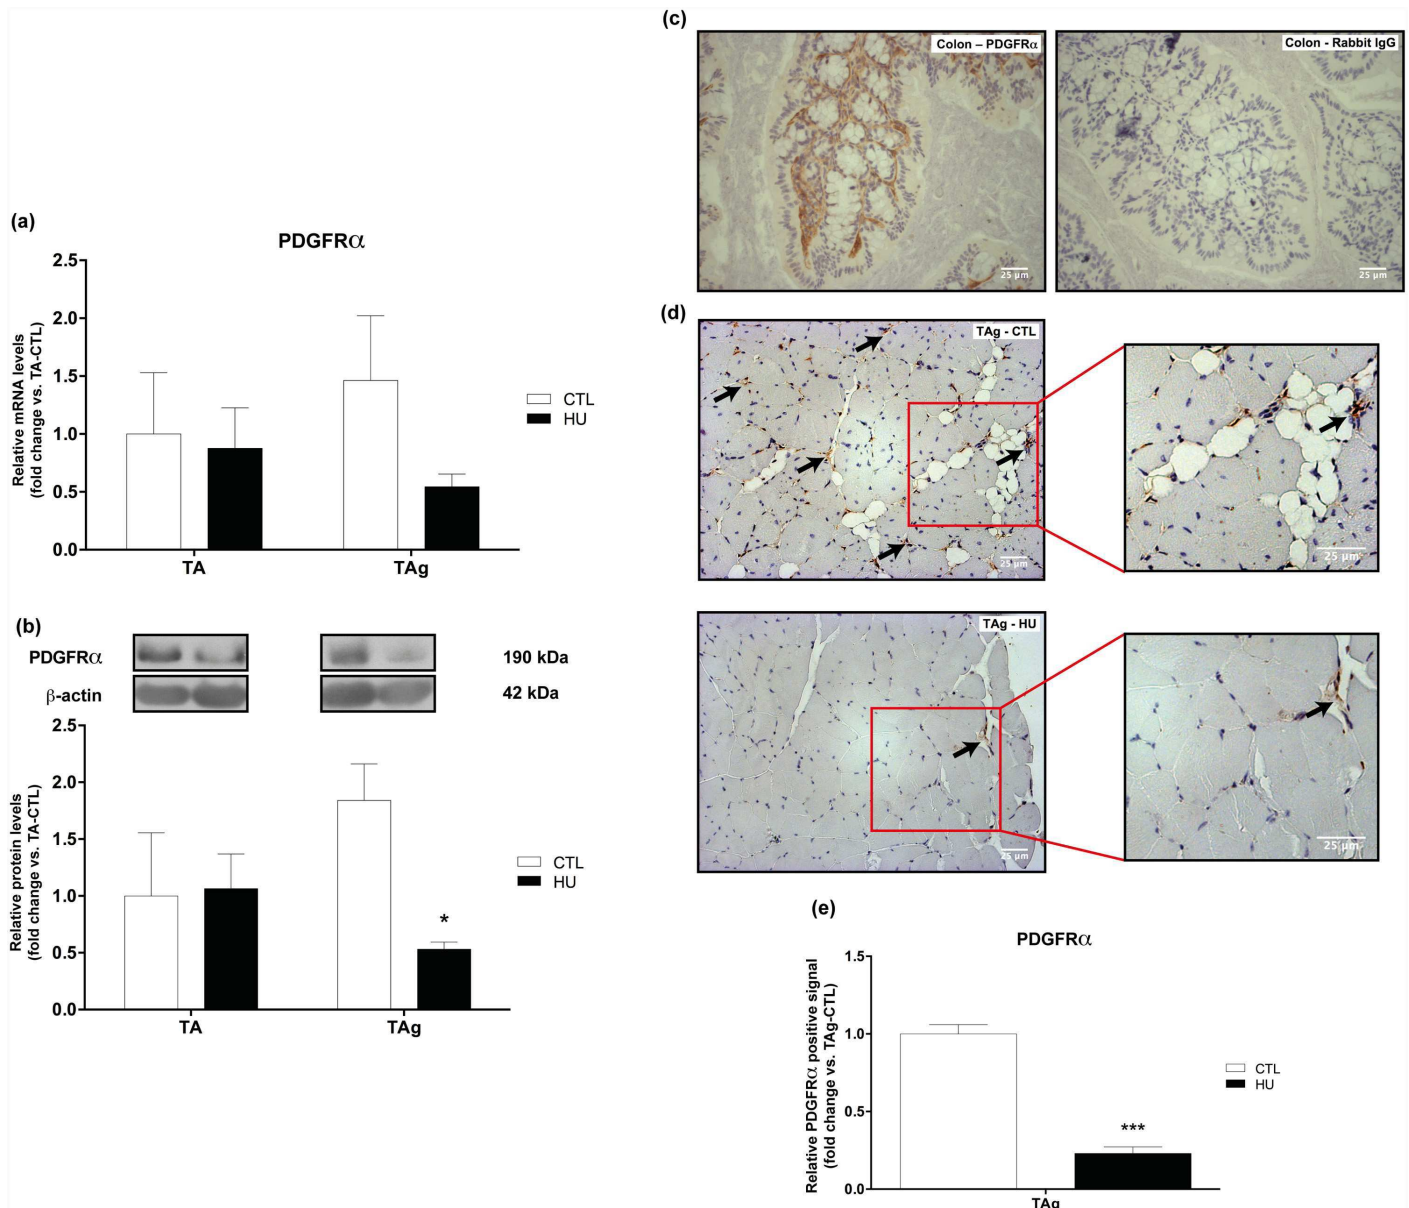 (a)
PDGFRα
Relative mRNA levels
(fold change vs. TA-CTL)
2.5
2.0
1.5
1.0
0.5
0.0
TA
TAg
CTL
HU
(b)
PDGFRα
190 kDa
β-actin
42 kDa
Relative protein levels
(fold change vs. TA-CTL)
2.5
2.0
1.5
1.0
0.5
0.0
*
TA
TAg
CTL
HU
(c)
Colon – PDGFRα
25 μm
Colon - Rabbit IgG
25 μm
(d)
TAg - CTL
25 μm
25 μm
TAg - HU
25 μm
25 μm
(e)
PDGFRα
Relative PDGFRα positive signal
(fold change vs. TAg-CTL)
1.5
1.0
0.5
0.0
***
TAg
CTL
HU